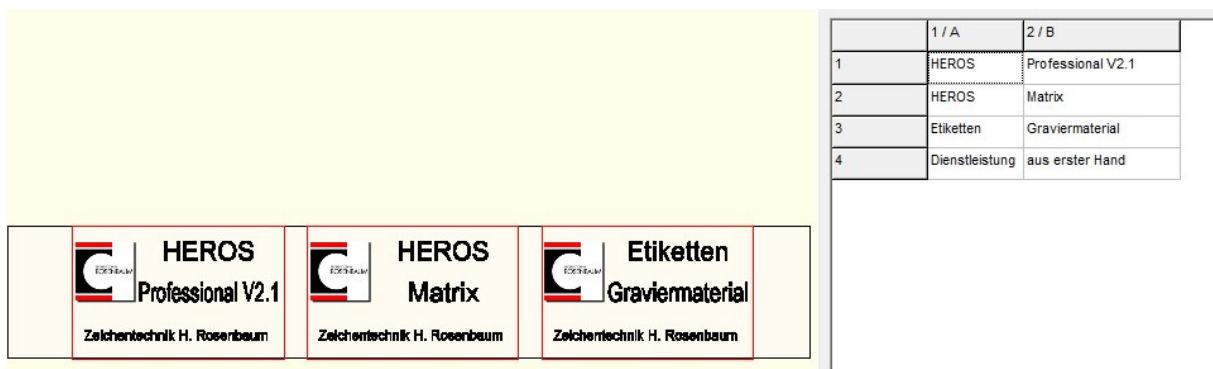 1 / A 2 / B
1 HEROS Professional V2.1
2 HEROS Matrix
3 Etiketten Graviermaterial
4 Dienstleistung aus erster Hand
HEROS
Professional V2.1
Zeichentechnik H. Rosenbaum
HEROS
Matrix
Zeichentechnik H. Rosenbaum
Etiketten
Graviermaterial
Zeichentechnik H. Rosenbaum